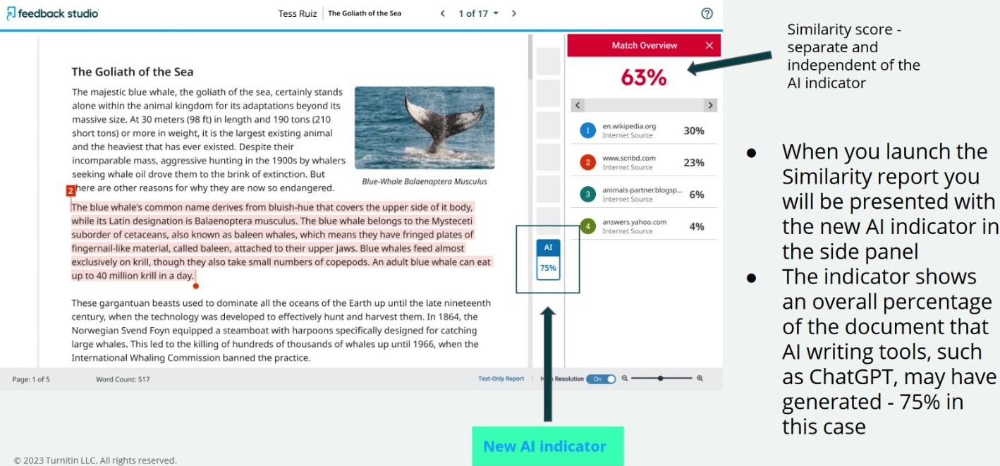 feedback studio
Tess Ruiz
The Goliath of the Sea
1 of 17
The Goliath of the Sea
The majestic blue whale, the goliath of the sea, certainly stands
alone within the animal kingdom for its adaptations beyond its
massive size. At 30 meters (98 ft) in length and 190 tons (210
short tons) or more in weight, it is the largest existing animal
and the heaviest that has ever existed. Despite their
incomparable mass, aggressive hunting in the 1900s by whalers
seeking whale oil drove them to the brink of extinction. But
here are other reasons for why they are now so endangered.
Blue-Whale Balaenaptera Musculus
2
The blue whale's common name derives from bluish-hue that covers the upper side of it body,
while its Latin designation is Balaenoptera musculus. The blue whale belongs to the Mysteceti
suborder of cetaceans, also known as baleen whales, which means they have fringed plates of
fingernail-like material, called baleen, attached to their upper jaws. Blue whales feed almost
exclusively on krill, though they also take small numbers of copepods. An adult blue whale can eat
up to 40 million krill in a day.
These gargantuan beasts used to dominate all the oceans of the Earth up until the late nineteenth
century, when the technology was developed to effectively hunt and harvest them. In 1864, the
Norwegian Svend Foyn equipped a steamboat with harpoons specifically designed for catching
large whales. This led to the killing of hundreds of thousands of whales up until 1966, when the
International Whaling Commission banned the practice.
Page: 1 of 5
Word Count: 517
Text-Only Report
Resolution
On
AI
75%
Match Overview
63%
1
en.wikipedia.org
Internet Source
30%
2
www.scribd.com
Internet Source
23%
3
animals-partner.blogsp...
Internet Source
6%
4
answers.yahoo.com
Internet Source
4%
Similarity score -
separate and
independent of the
AI indicator
● When you launch the
Similarity report you
will be presented with
the new AI indicator in
the side panel
● The indicator shows
an overall percentage
of the document that
AI writing tools, such
as ChatGPT, may have
generated - 75% in
this case
New AI indicator
© 2023 Turnitin LLC. All rights reserved.